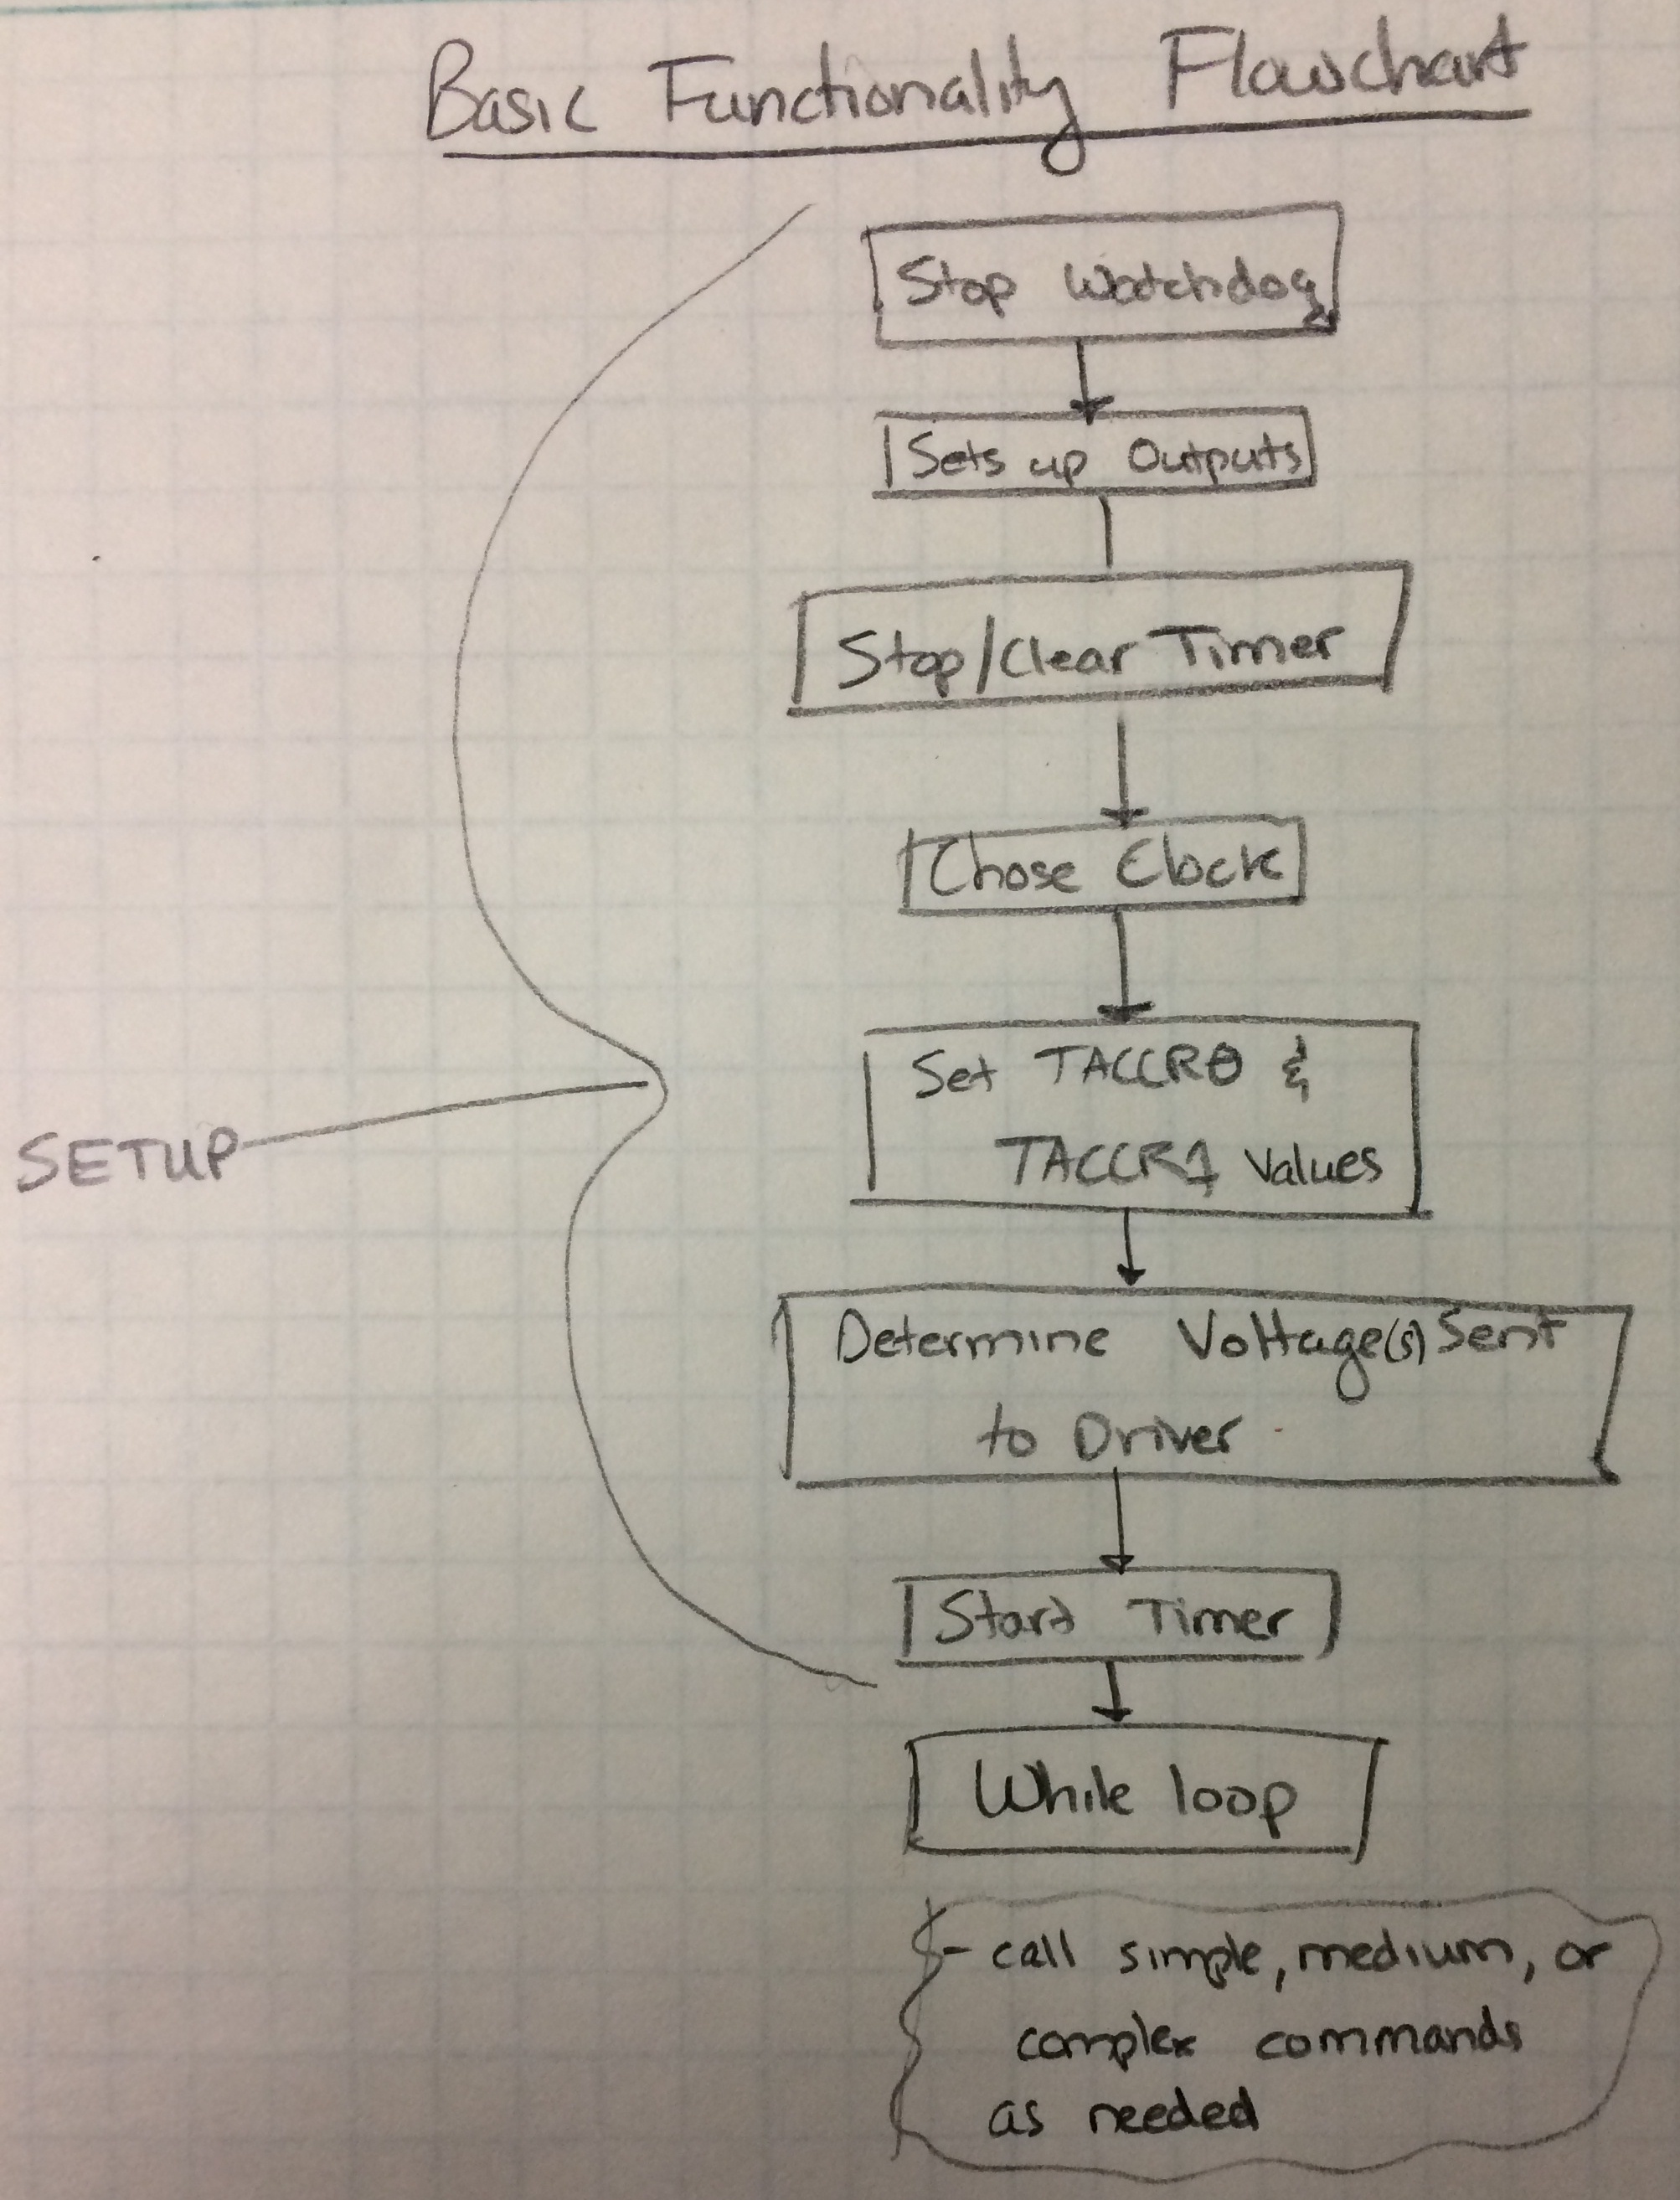 Basic Functionality Flowchart
Stop Watchdog
Sets up Outputs
Stop/Clear Timer
Chose Clock
Set TACCR0 &
TACCR1 values
SETUP
Determine Voltage(s) Sent
to Driver
Start Timer
While loop
- call simple, medium, or
complex commands
as needed